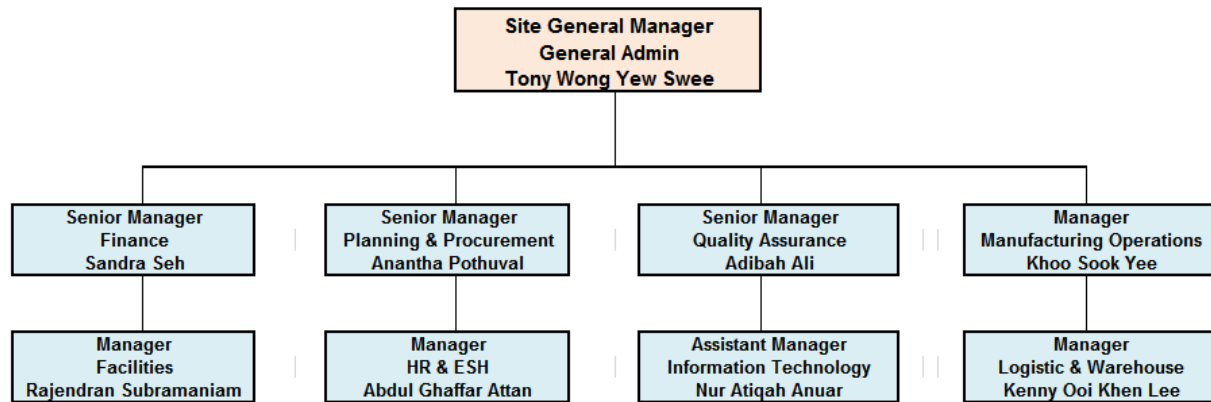 Site General Manager
General Admin
Tony Wong Yew Swee
Senior Manager
Finance
Sandra Seh
Senior Manager
Planning & Procurement
Anantha Pothuval
Senior Manager
Quality Assurance
Adibah Ali
Manager
Manufacturing Operations
Khoo Sook Yee
Manager
Facilities
Rajendran Subramaniam
Manager
HR & ESH
Abdul Ghaffar Attan
Assistant Manager
Information Technology
Nur Atiqah Anuar
Manager
Logistic & Warehouse
Kenny Ooi Khen Lee